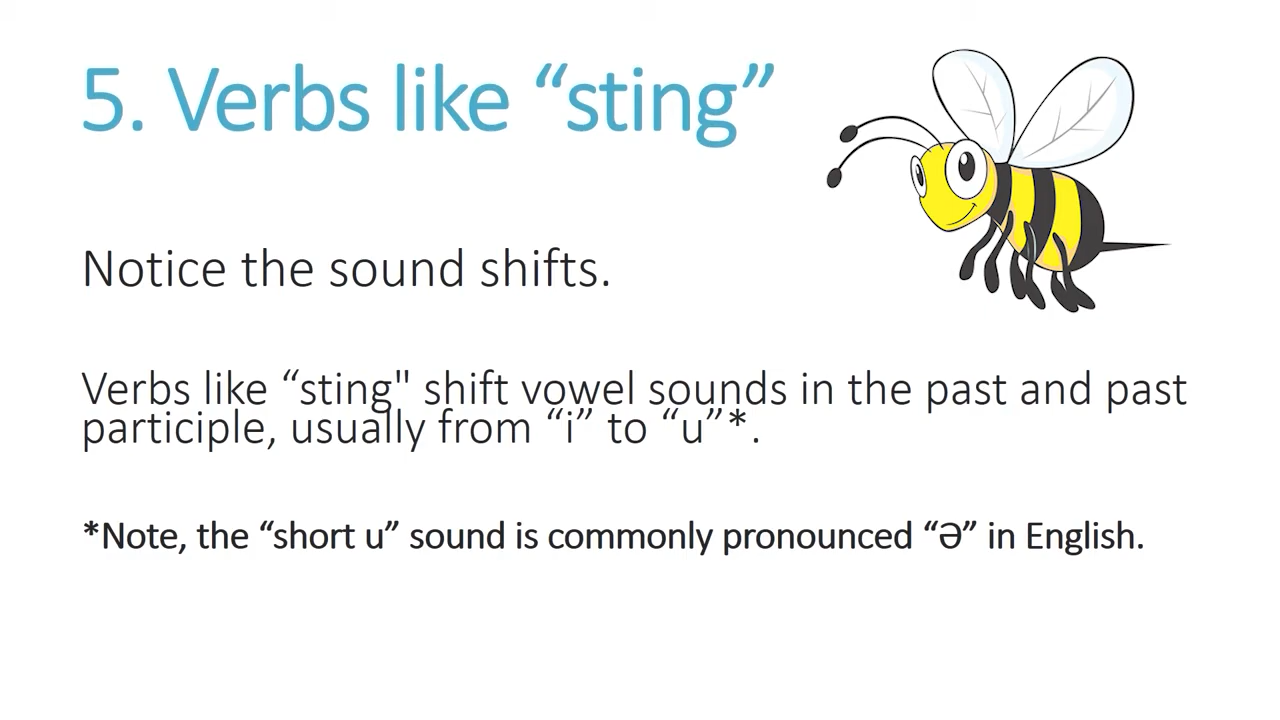 5. Verbs like “sting”
Notice the sound shifts.
Verbs like “sting" shift vowel sounds in the past and past
participle, usually from “i” to “u”*.
*Note, the “short u” sound is commonly pronounced “Ə” in English.